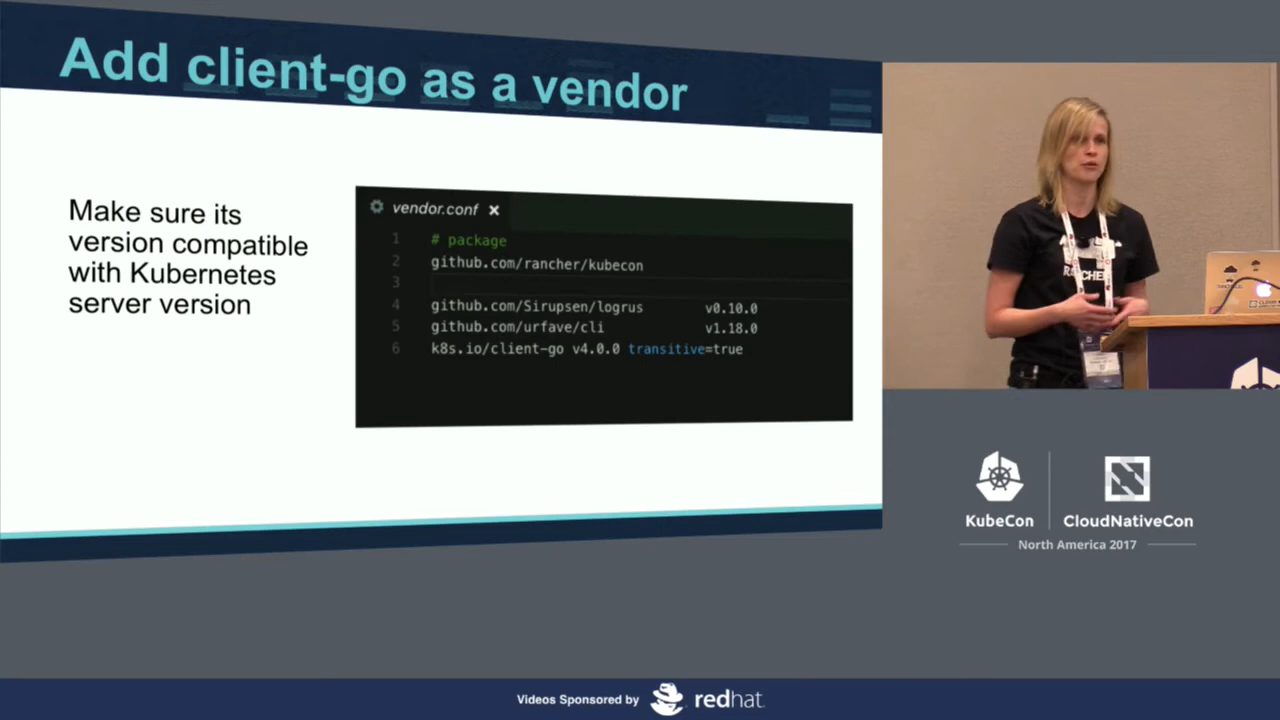 Add client-go as a vendor
Make sure its
version compatible
with Kubernetes
server version
vendor.conf ×
1 # package
2 github.com/rancher/kubecon
3
4 github.com/Sirupsen/logrus v0.10.0
5 github.com/urfave/cli v1.18.0
6 k8s.io/client-go v4.0.0 transitive=true
KubeCon
CloudNativeCon
North America 2017
Videos Sponsored by
redhat